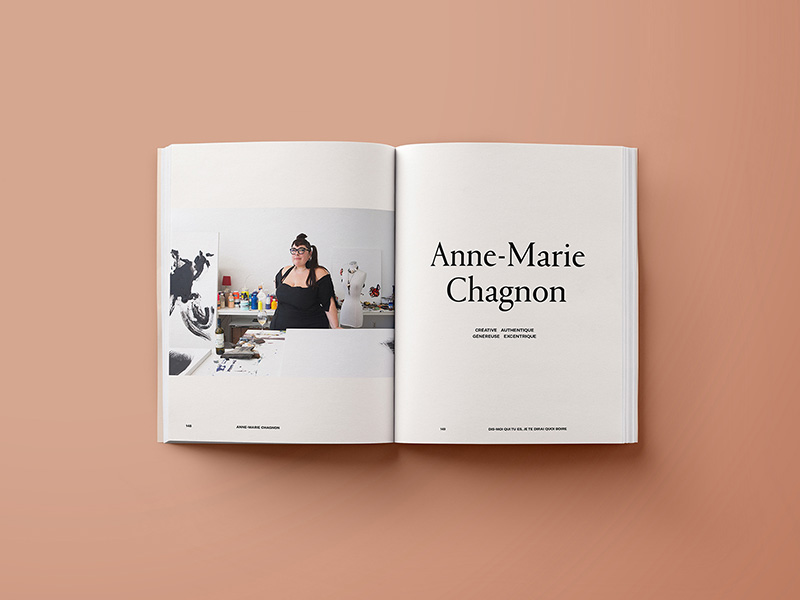 148
ANNE-MARIE CHAGNON
Anne-Marie
Chagnon
CRÉATIVE AUTHENTIQUE
GÉNÉREUSE EXCENTRIQUE
DIS-MOI QUI TU ES, JE TE DIRAI QUOI BOIRE